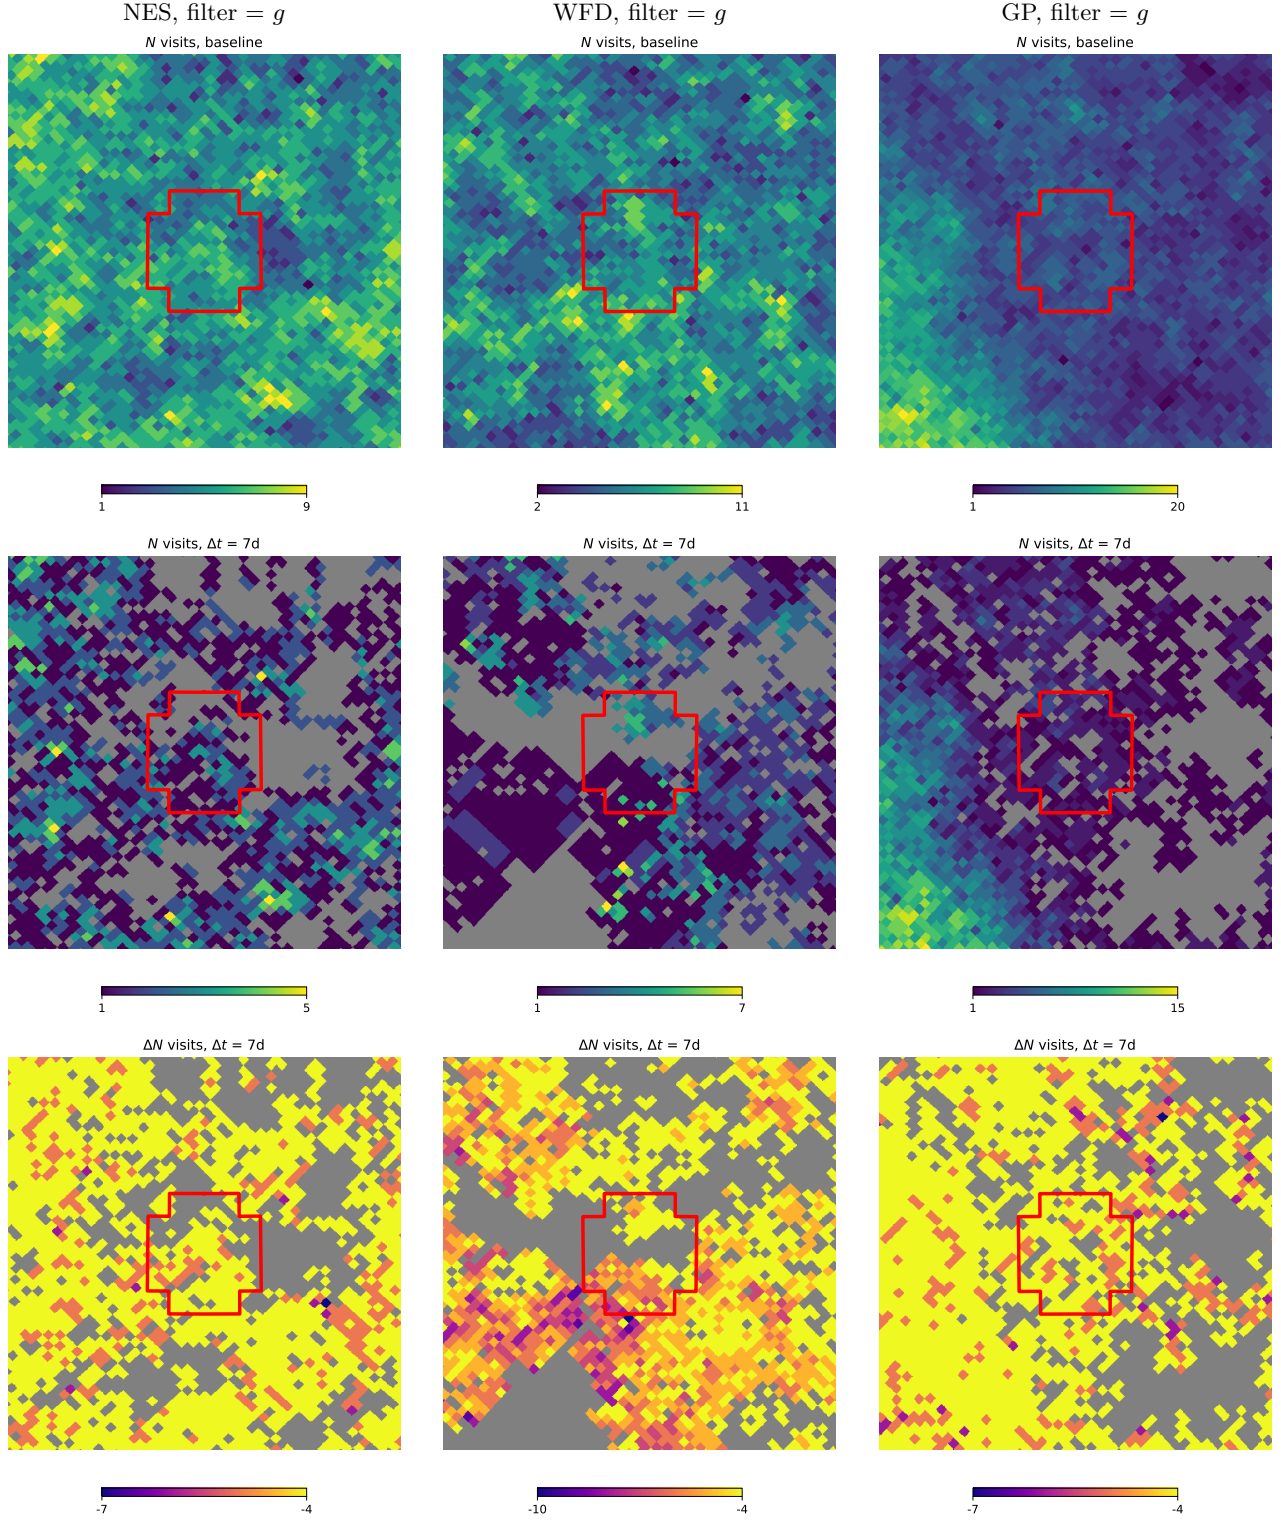 NES, filter = g WFD, filter = g GP, filter = g
N visits, baseline N visits, baseline N visits, baseline
1 9 2 11 1 20
N visits, Δt = 7d N visits, Δt = 7d N visits, Δt = 7d
1 5 1 7 1 15
ΔN visits, Δt = 7d ΔN visits, Δt = 7d ΔN visits, Δt = 7d
-7 -4 -10 -4 -7 -4